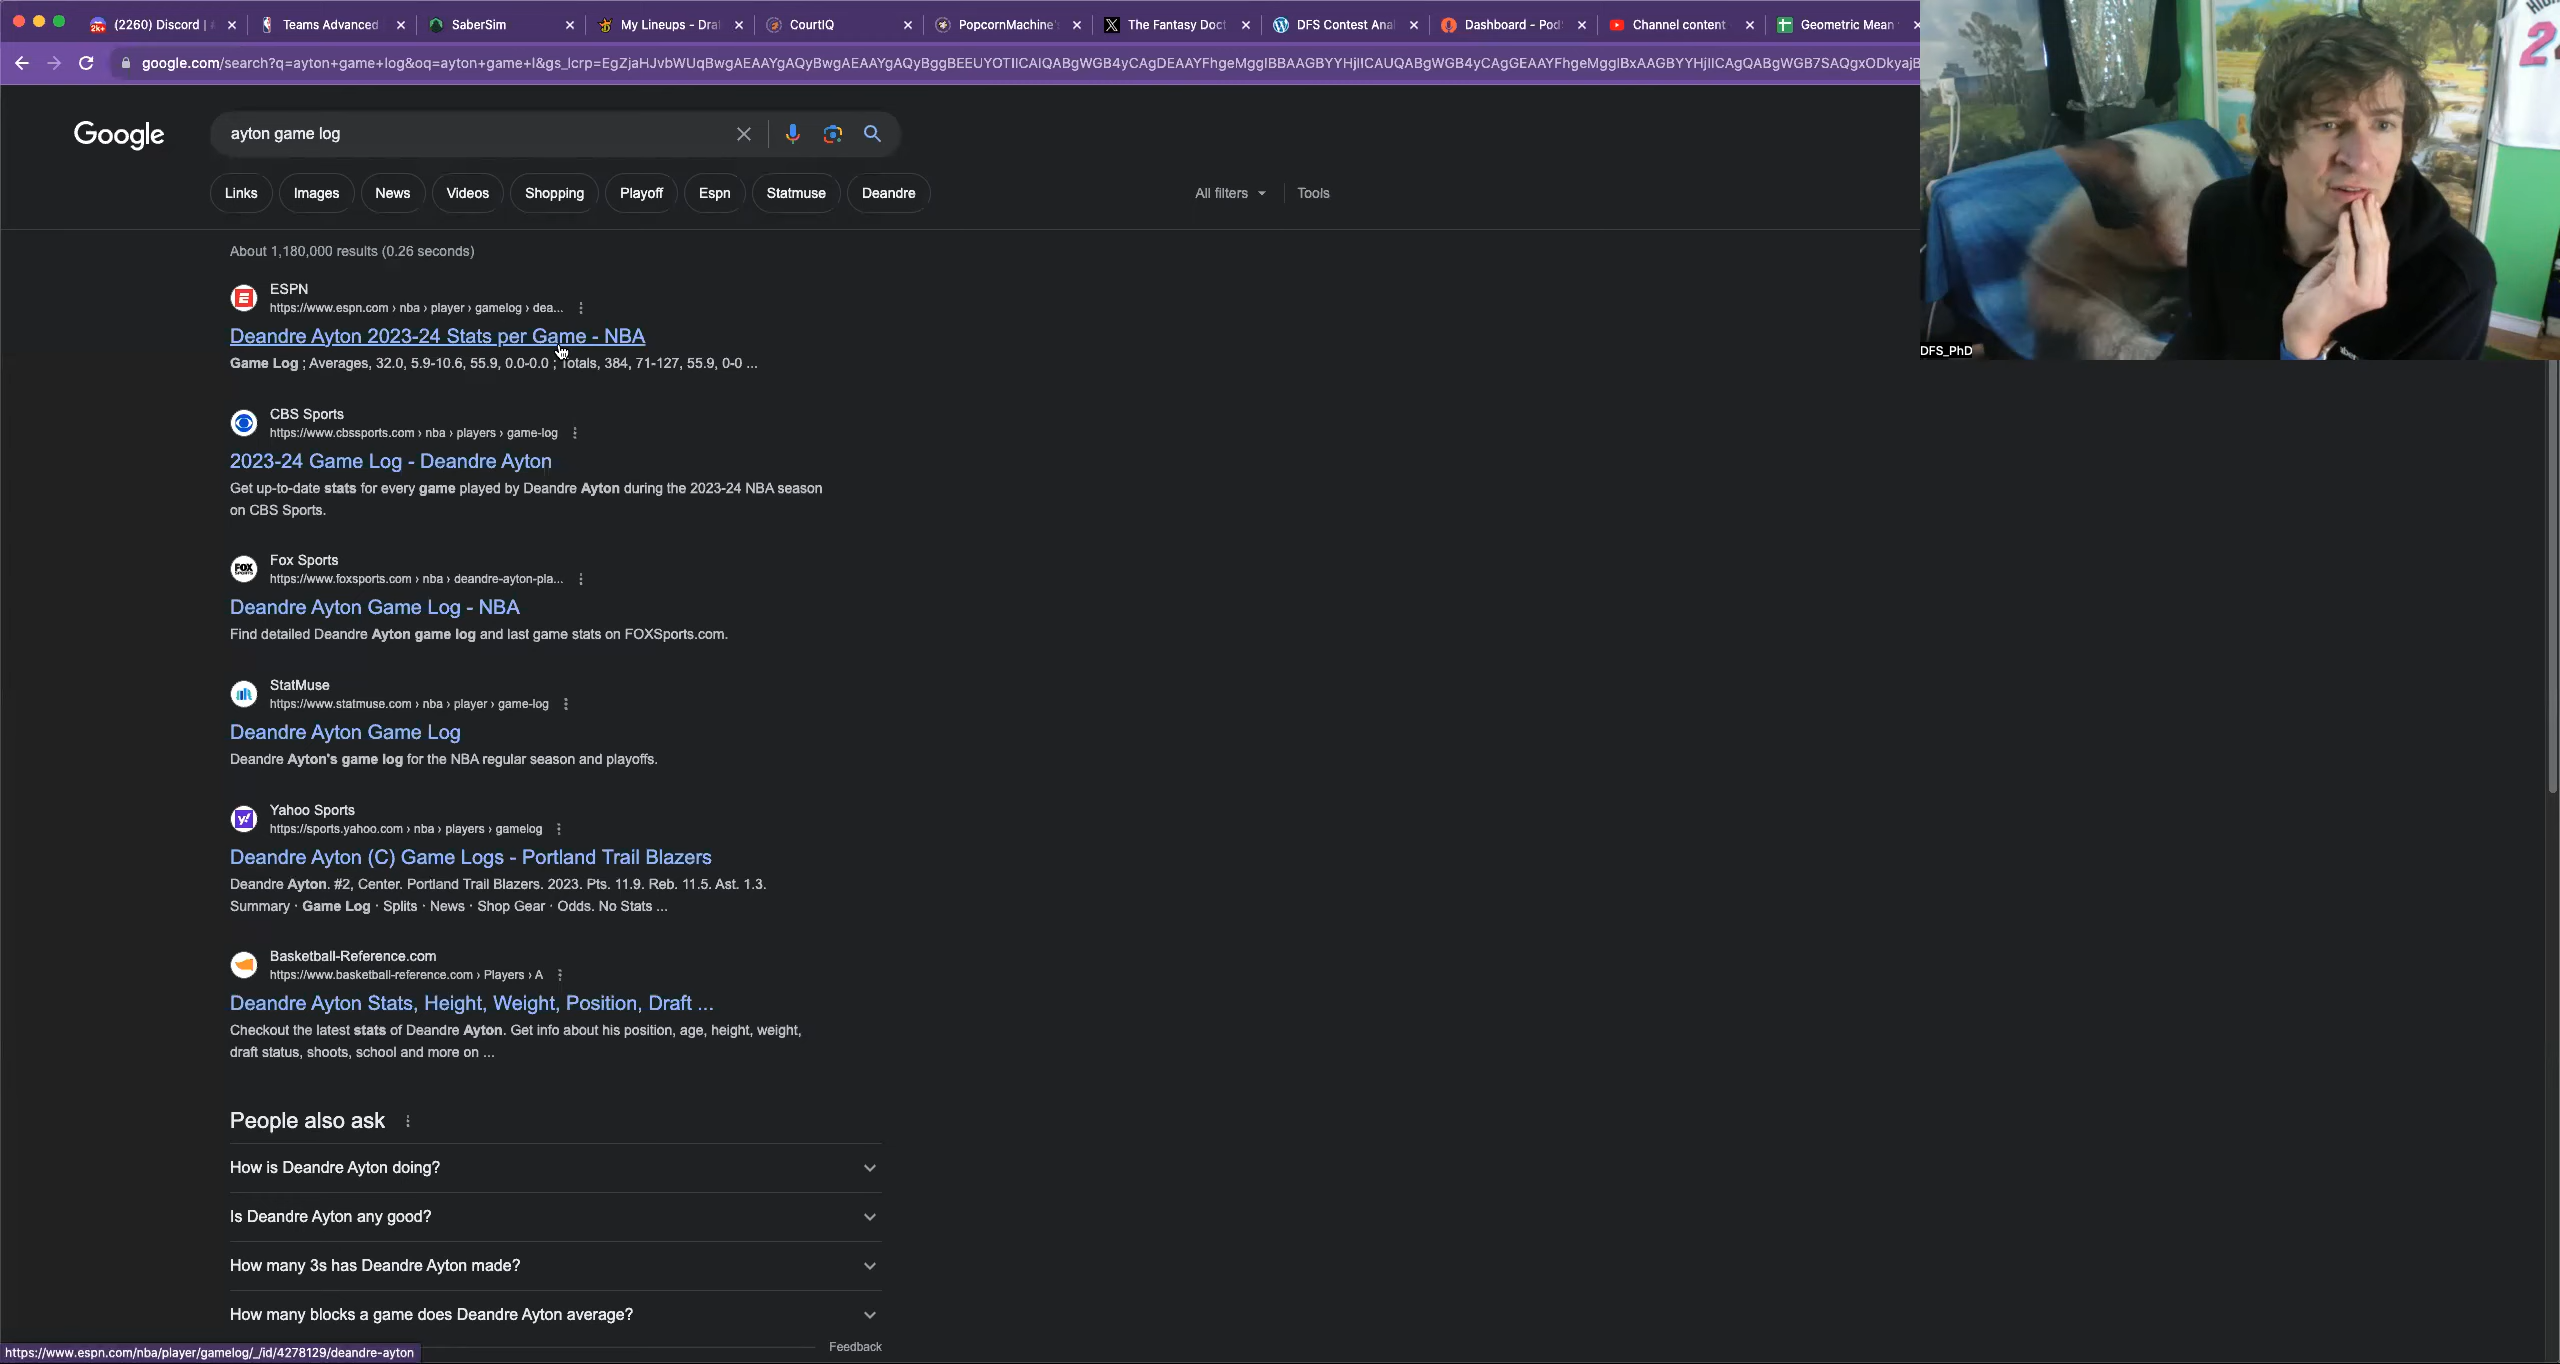 (2260) Discord |
Teams Advanced
SaberSim
My Lineups - Dra
CourtIQ
PopcornMachine'
The Fantasy Doct
DFS Contest Ana
Dashboard - Pod
Channel content
Geometric Mean
google.com/search?q=ayton+game+log&oq=ayton+game+l&gs_lcrp=
Google
ayton game log
Links
Images
News
Videos
Shopping
Playoff
Espn
Statmuse
Deandre
All filters
Tools
DFS_PhD
About 1,180,000 results (0.26 seconds)
ESPN
https://www.espn.com › nba › player › gamelog › dea...
Deandre Ayton 2023-24 Stats per Game - NBA
Game Log ; Averages, 32.0, 5.9-10.6, 55.9, 0.0-0.0 ; Totals, 384, 71-127, 55.9, 0-0 ...
CBS Sports
https://www.cbssports.com › nba › players › game-log
2023-24 Game Log - Deandre Ayton
Get up-to-date stats for every game played by Deandre Ayton during the 2023-24 NBA season
on CBS Sports.
Fox Sports
https://www.foxsports.com › nba › deandre-ayton-pla...
Deandre Ayton Game Log - NBA
Find detailed Deandre Ayton game log and last game stats on FOXSports.com.
StatMuse
https://www.statmuse.com › nba › player › game-log
Deandre Ayton Game Log
Deandre Ayton's game log for the NBA regular season and playoffs.
Yahoo Sports
https://sports.yahoo.com › nba › players › gamelog
Deandre Ayton (C) Game Logs - Portland Trail Blazers
Deandre Ayton. #2, Center. Portland Trail Blazers. 2023. Pts. 11.9. Reb. 11.5. Ast. 1.3.
Summary · Game Log · Splits · News · Shop Gear · Odds. No Stats ...
Basketball-Reference.com
https://www.basketball-reference.com › Players › A
Deandre Ayton Stats, Height, Weight, Position, Draft ...
Checkout the latest stats of Deandre Ayton. Get info about his position, age, height, weight,
draft status, shoots, school and more on ...
People also ask
How is Deandre Ayton doing?
Is Deandre Ayton any good?
How many 3s has Deandre Ayton made?
How many blocks a game does Deandre Ayton average?
Feedback
https://www.espn.com/nba/player/gamelog/_/id/4278129/deandre-ayton